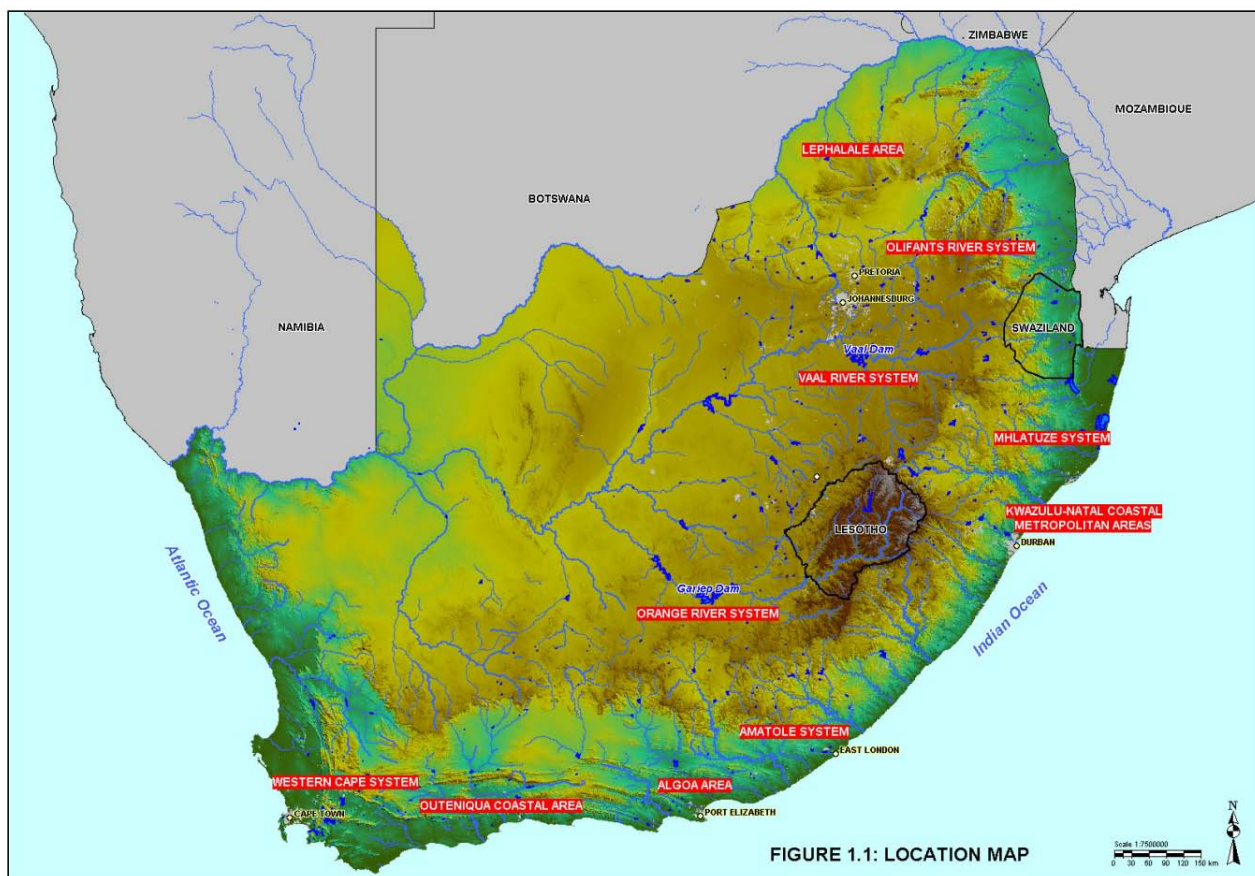 ZIMBABWE
MOZAMBIQUE
LEPHALALE AREA
BOTSWANA
OLIFANTS RIVER SYSTEM
PRETORIA
JOHANNESBURG
NAMIBIA
SWAZILAND
Vaal Dam
VAAL RIVER SYSTEM
MHLATUZE SYSTEM
KWAZULU-NATAL COASTAL
METROPOLITAN AREAS
LESOTHO
DURBAN
Atlantic Ocean
Gariep Dam
ORANGE RIVER SYSTEM
Indian Ocean
AMATOLE SYSTEM
EAST LONDON
WESTERN CAPE SYSTEM
ALGOA AREA
OUTENIQUA COASTAL AREA
CAPE TOWN
PORT ELIZABETH
N
FIGURE 1.1: LOCATION MAP
Scale 1:7500000
0 15 30 60 90 120 150 km